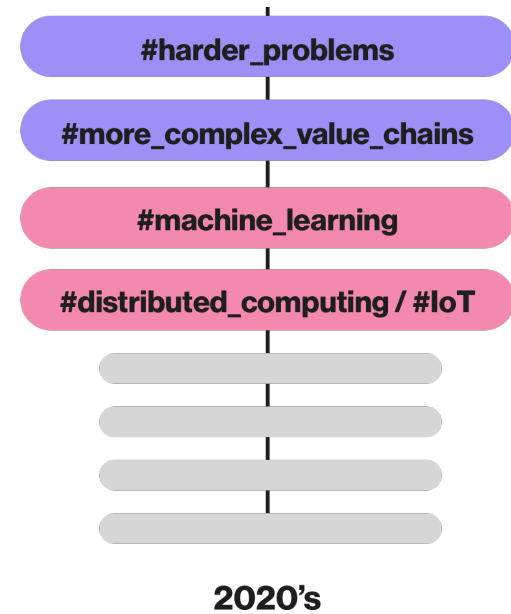 #harder_problems
#more_complex_value_chains
#machine_learning
#distributed_computing / #IoT
2020’s